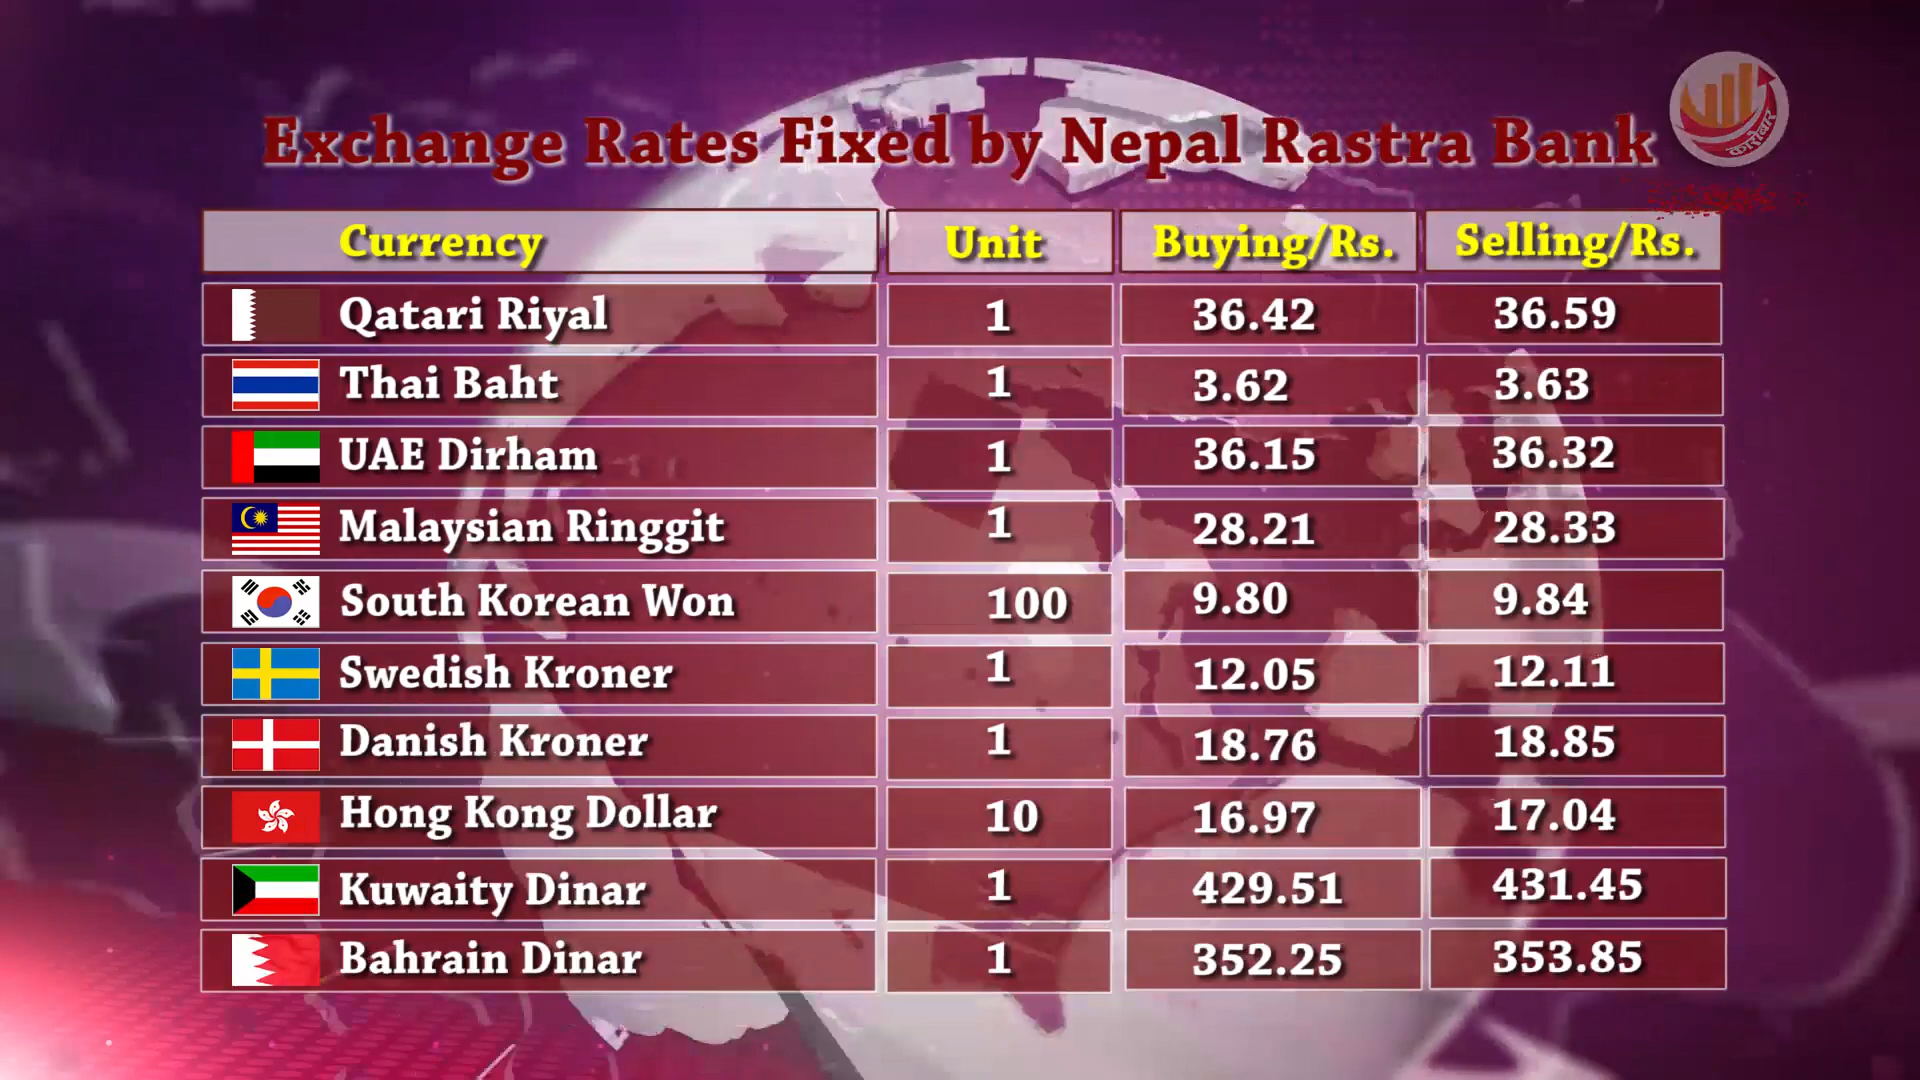 Exchange Rates Fixed by Nepal Rastra Bank
कारोबार
Currency Unit Buying/Rs. Selling/Rs.
Qatari Riyal 1 36.42 36.59
Thai Baht 1 3.62 3.63
UAE Dirham 1 36.15 36.32
Malaysian Ringgit 1 28.21 28.33
South Korean Won 100 9.80 9.84
Swedish Kroner 1 12.05 12.11
Danish Kroner 1 18.76 18.85
Hong Kong Dollar 10 16.97 17.04
Kuwaity Dinar 1 429.51 431.45
Bahrain Dinar 1 352.25 353.85